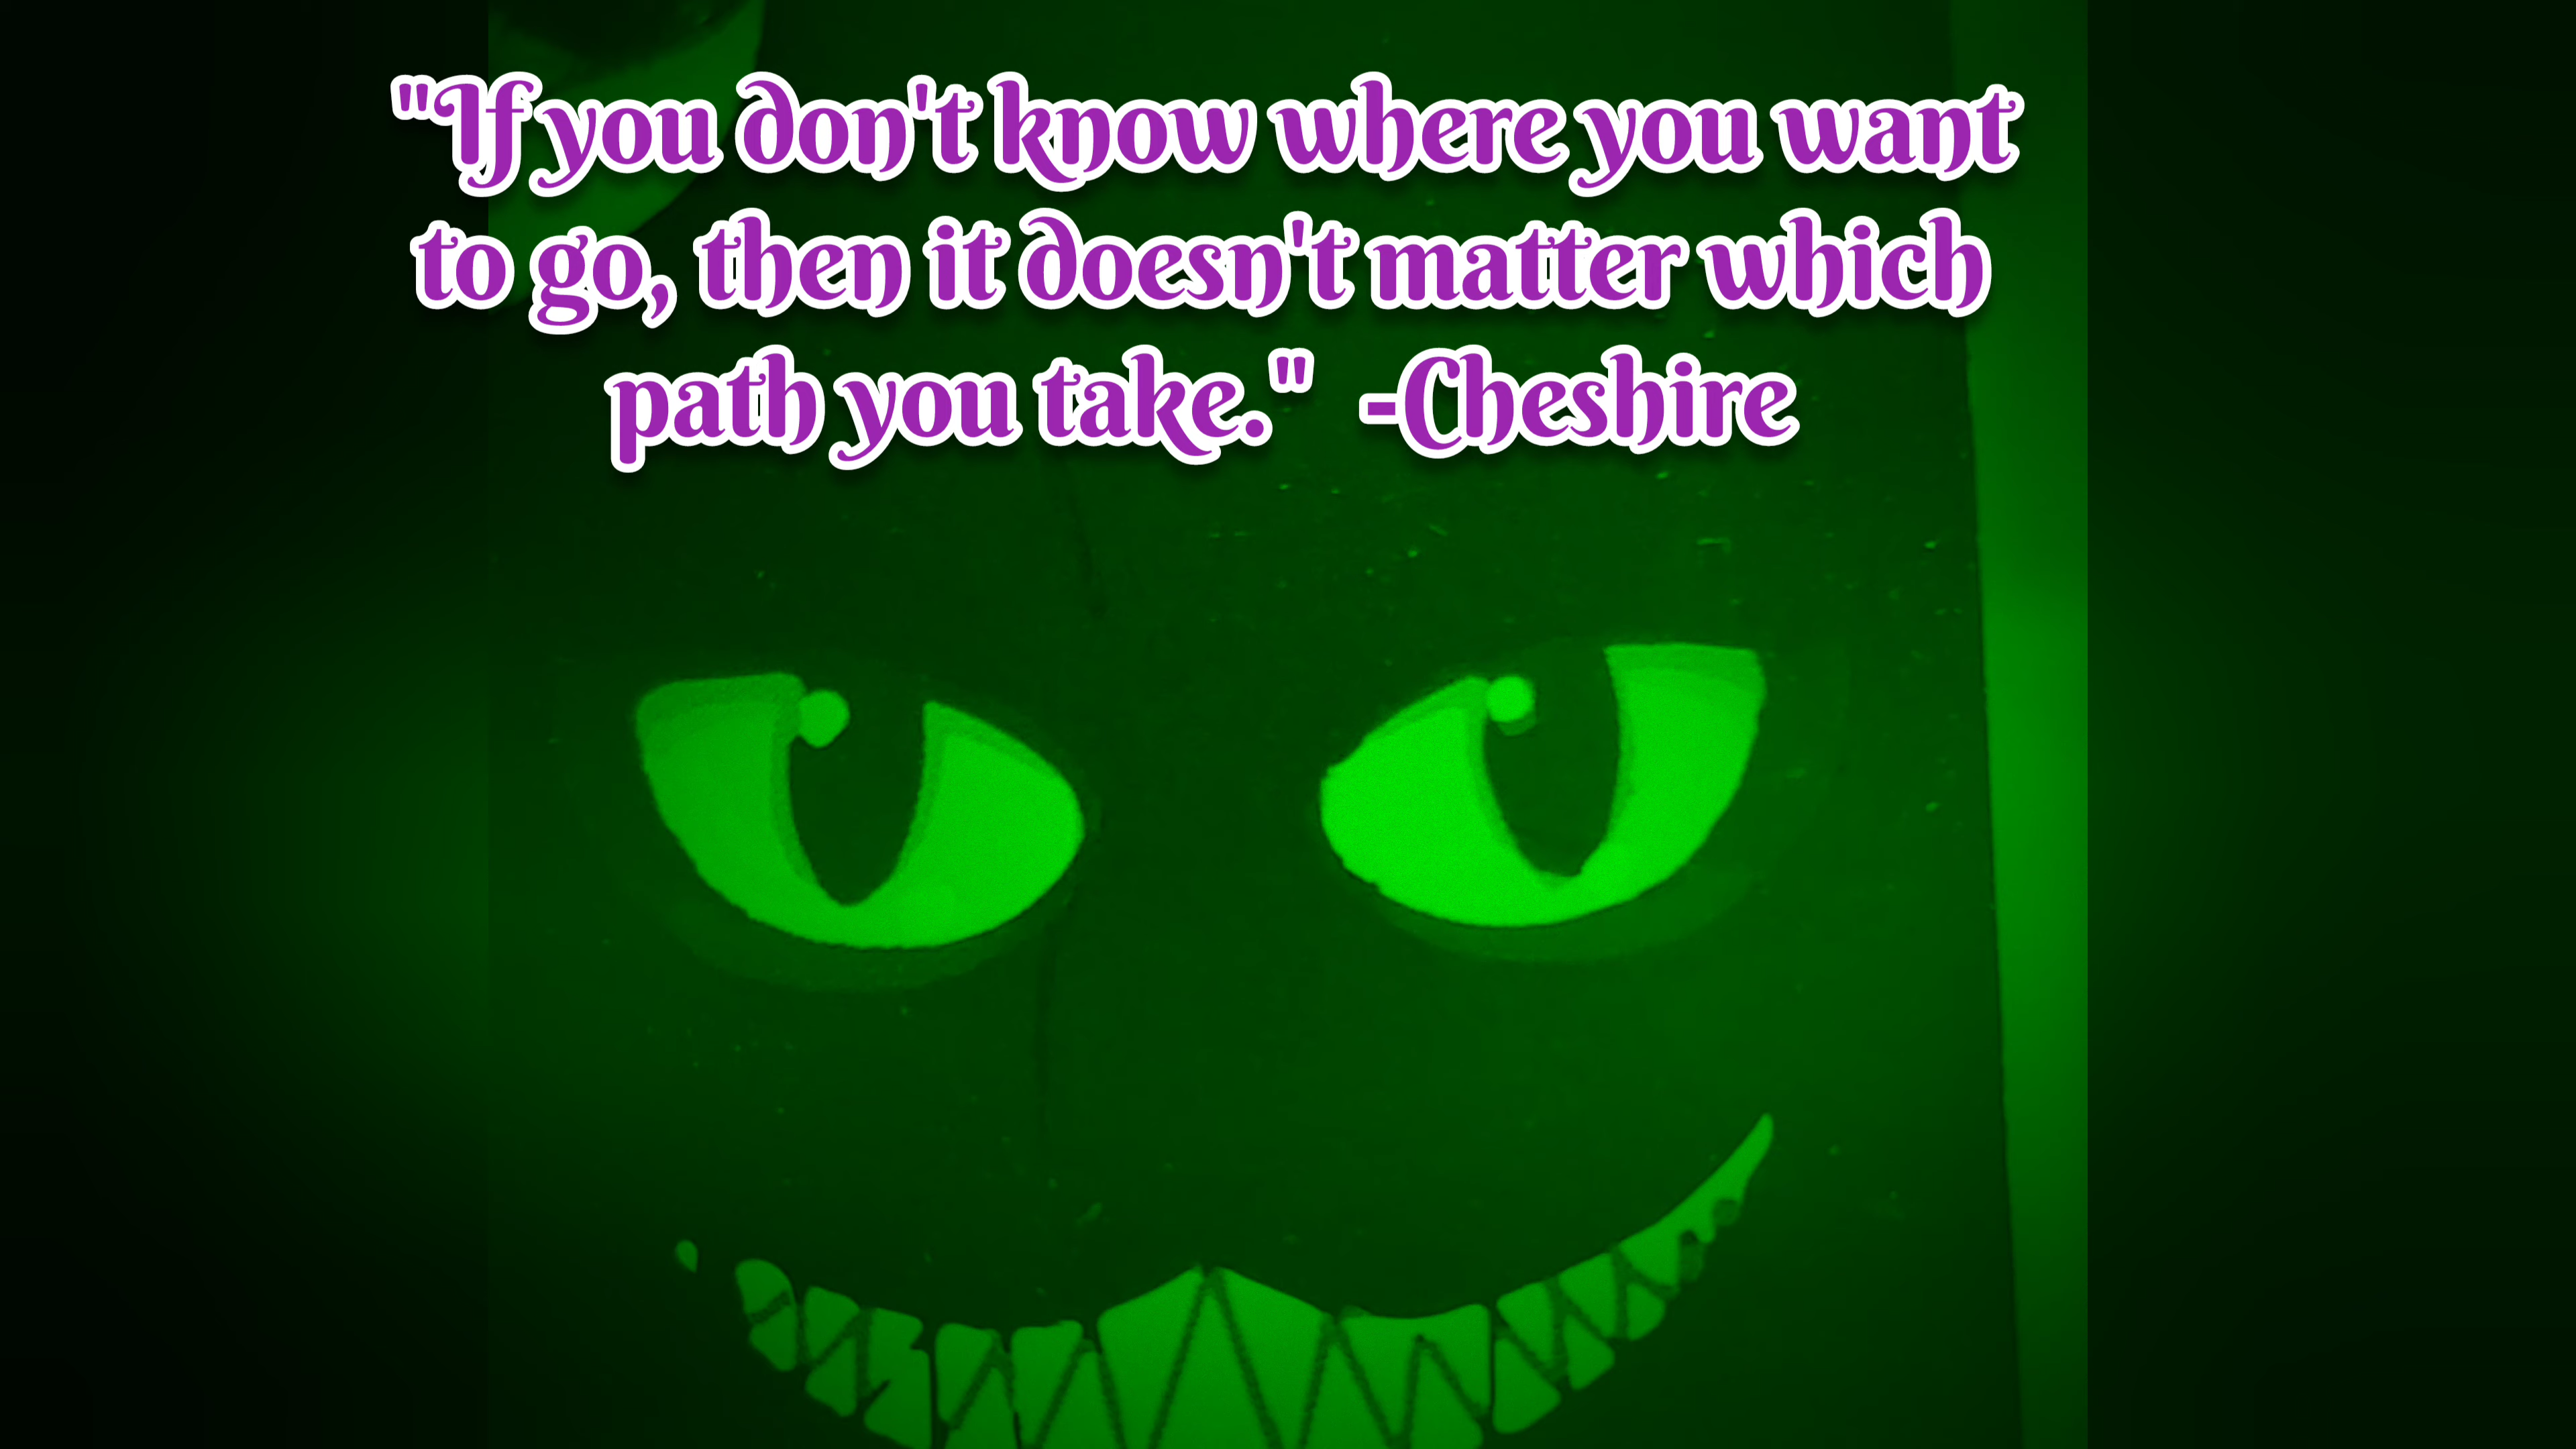 "If you don't know where you want
to go, then it doesn't matter which
path you take."  -Cheshire